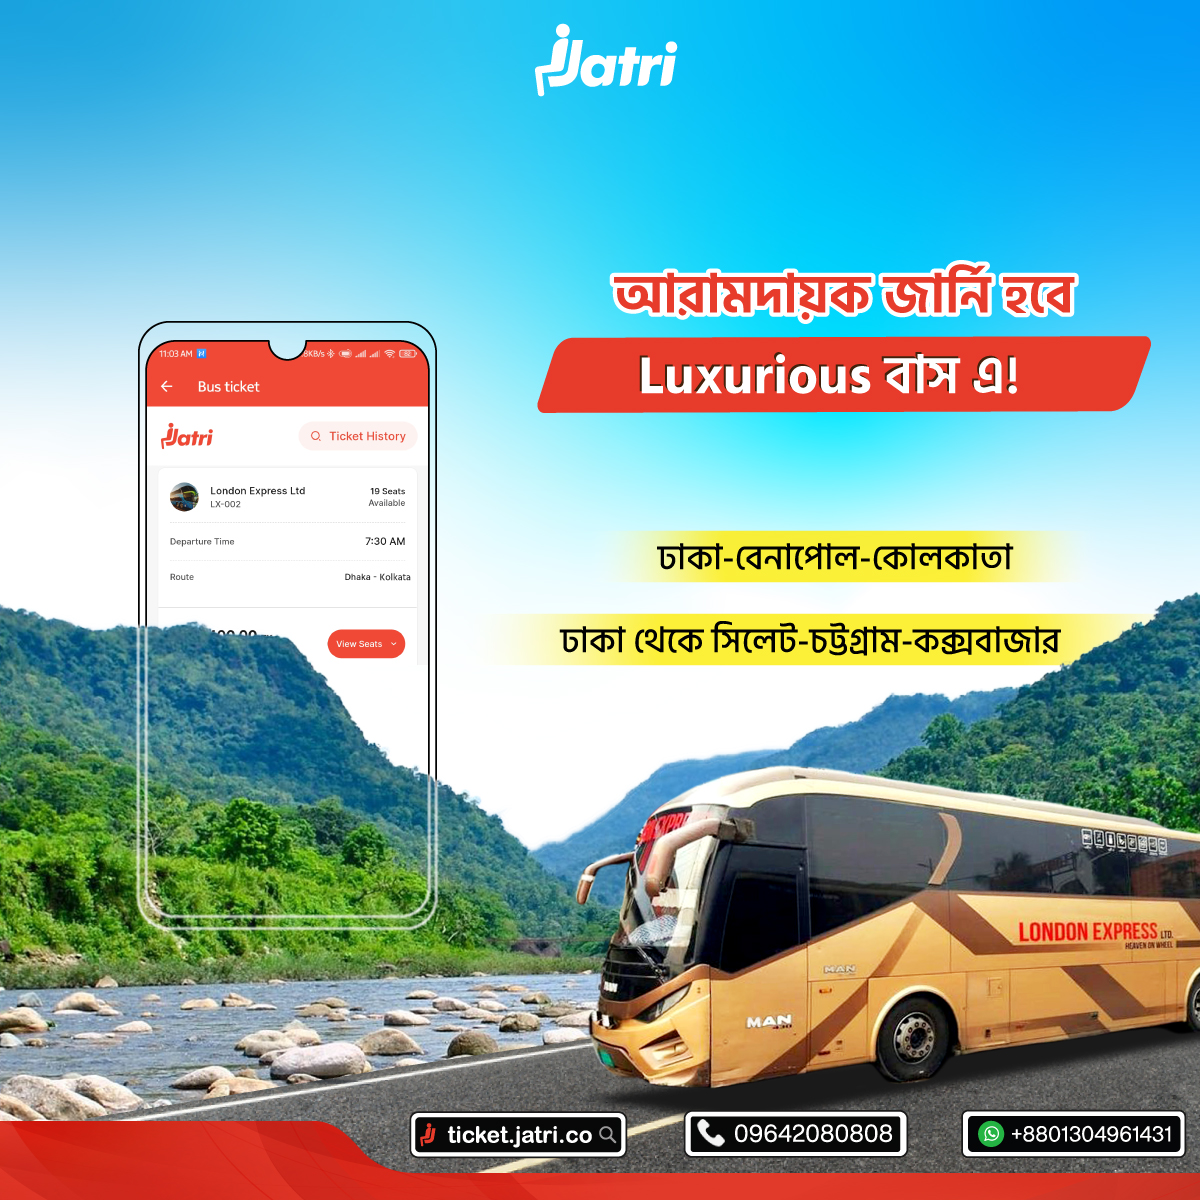 Jatri
আরামদায়ক জার্নি হবে
Luxurious বাস এ!
11:03 AM
Bus ticket
Jatri
Ticket History
London Express Ltd
19 Seats
LX-002
Available
Departure Time
7:30 AM
Route
Dhaka - Kolkata
View Seats
ঢাকা-বেনাপোল-কোলকাতা
ঢাকা থেকে সিলেট-চট্টগ্রাম-কক্সবাজার
LONDON EXPRESS LTD.
HEAVEN ON WHEEL
MAN
MAN
MAN
ticket.jatri.co
09642080808
+8801304961431